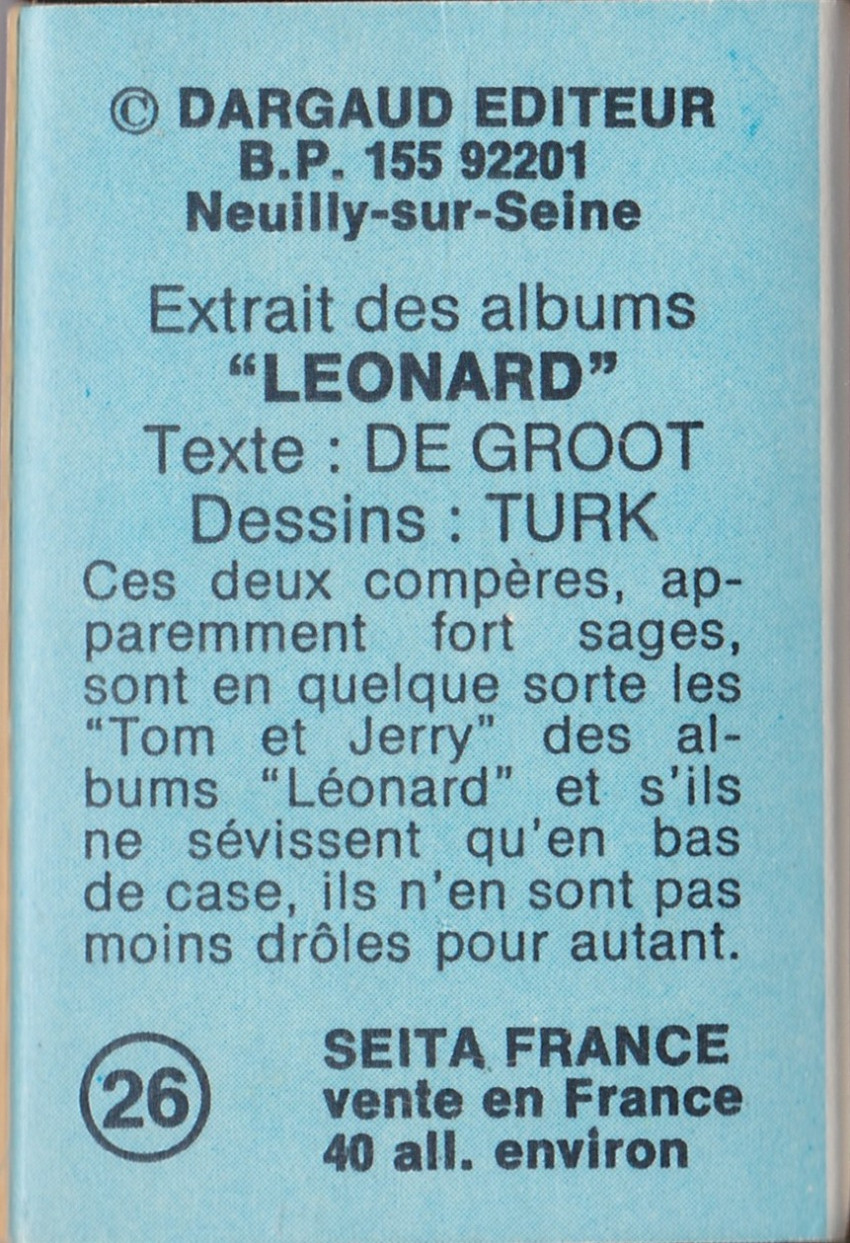 © DARGAUD EDITEUR
B.P. 155 92201
Neuilly-sur-Seine
Extrait des albums
“LEONARD”
Texte : DE GROOT
Dessins : TURK
Ces deux compères, ap-
paremment fort sages,
sont en quelque sorte les
“Tom et Jerry” des al-
bums “Léonard” et s'ils
ne sévissent qu'en bas
de case, ils n'en sont pas
moins drôles pour autant.
26
SEITA FRANCE
vente en France
40 all. environ